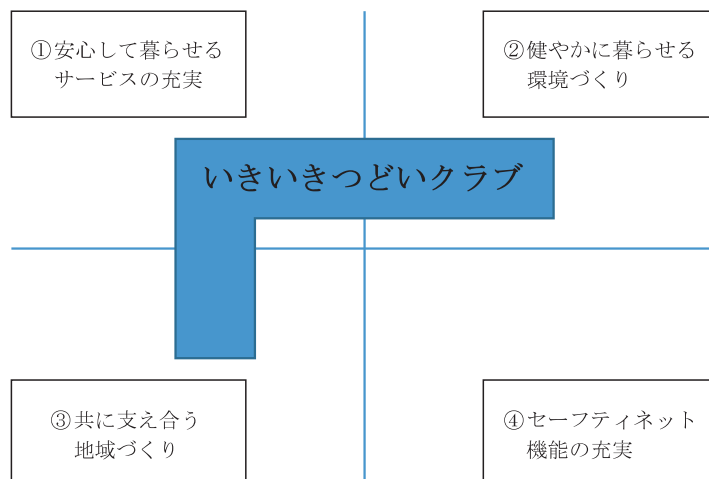 ①安心して暮らせる
サービスの充実
②健やかに暮らせる
環境づくり
いきいきつどいクラブ
③共に支え合う
地域づくり
④セーフティネット
機能の充実